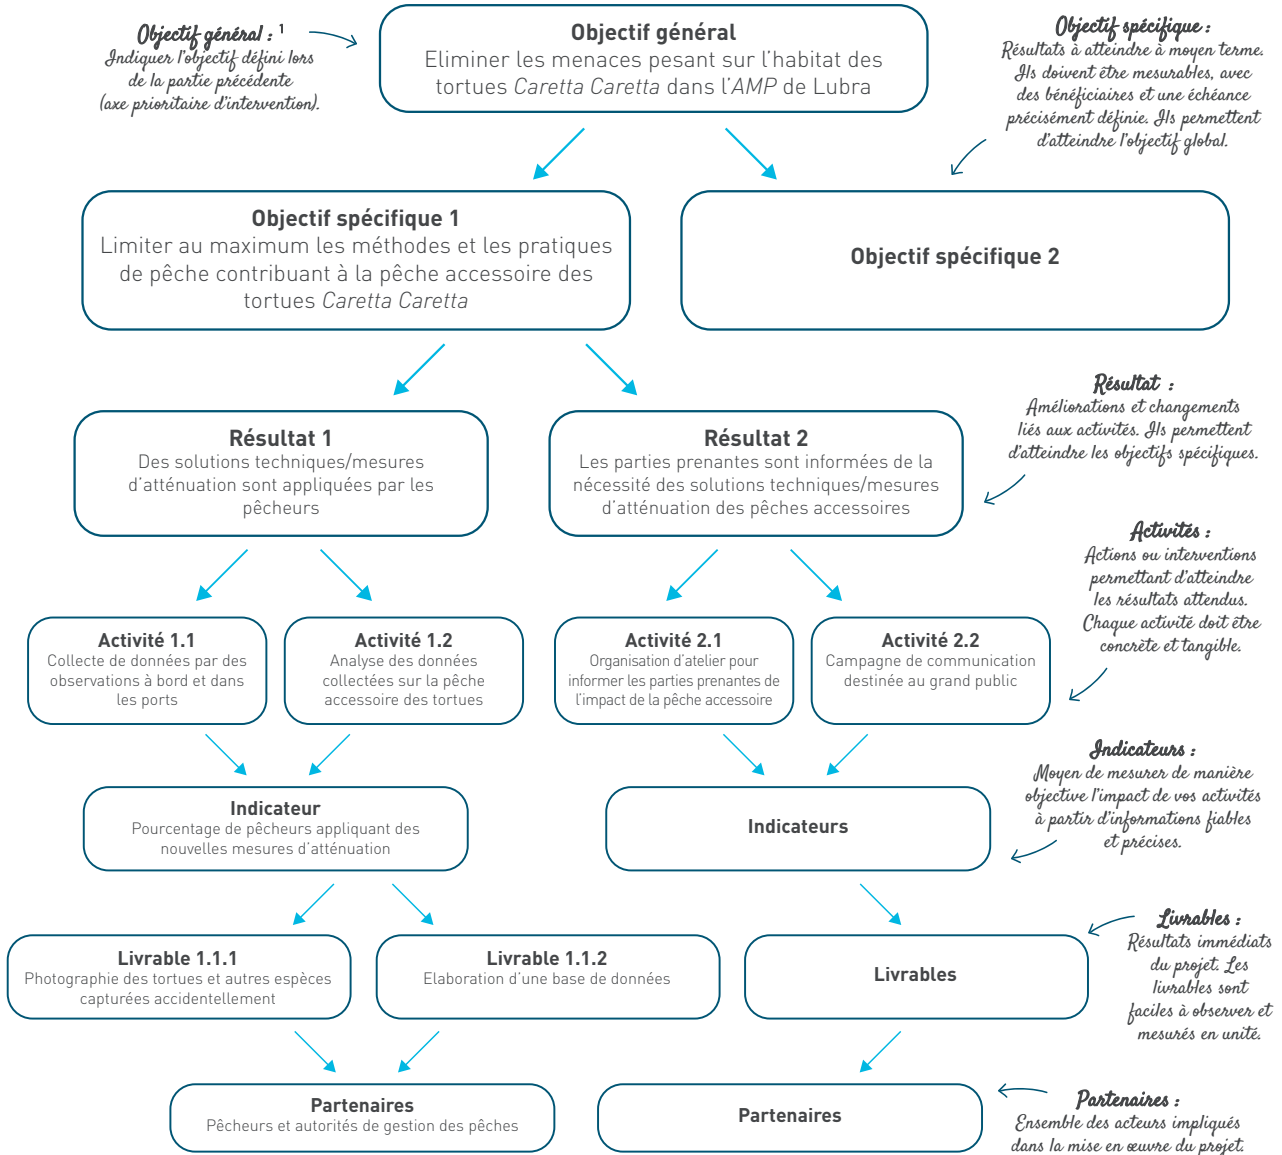 Objectif général : 1
Indiquer l'objectif défini lors
de la partie précédente
(axe prioritaire d'intervention).
Objectif général
Eliminer les menaces pesant sur l'habitat des
tortues Caretta Caretta dans l'AMP de Lubra
Objectif spécifique :
Résultats à atteindre à moyen terme.
Ils doivent être mesurables, avec
des bénéficiaires et une échéance
précisément définie. Ils permettent
d'atteindre l'objectif global.
Objectif spécifique 1
Limiter au maximum les méthodes et les pratiques
de pêche contribuant à la pêche accessoire des
tortues Caretta Caretta
Objectif spécifique 2
Résultat :
Améliorations et changements
liés aux activités. Ils permettent
d'atteindre les objectifs spécifiques.
Résultat 1
Des solutions techniques/mesures
d'atténuation sont appliquées par les
pêcheurs
Résultat 2
Les parties prenantes sont informées de la
nécessité des solutions techniques/mesures
d'atténuation des pêches accessoires
Activités :
Actions ou interventions
permettant d'atteindre
les résultats attendus.
Chaque activité doit être
concrète et tangible.
Activité 1.1
Collecte de données par des
observations à bord et dans
les ports
Activité 1.2
Analyse des données
collectées sur la pêche
accessoire des tortues
Activité 2.1
Organisation d'atelier pour
informer les parties prenantes de
l'impact de la pêche accessoire
Activité 2.2
Campagne de communication
destinée au grand public
Indicateurs :
Moyen de mesurer de manière
objective l'impact de vos activités
à partir d'informations fiables
et précises.
Indicateur
Pourcentage de pêcheurs appliquant des
nouvelles mesures d'atténuation
Indicateurs
Livrables :
Résultats immédiats
du projet. Les
livrables sont
faciles à observer et
mesurés en unité.
Livrable 1.1.1
Photographie des tortues et autres espèces
capturées accidentellement
Livrable 1.1.2
Elaboration d'une base de données
Livrables
Partenaires
Pêcheurs et autorités de gestion des pêches
Partenaires
Partenaires :
Ensemble des acteurs impliqués
dans la mise en œuvre du projet.